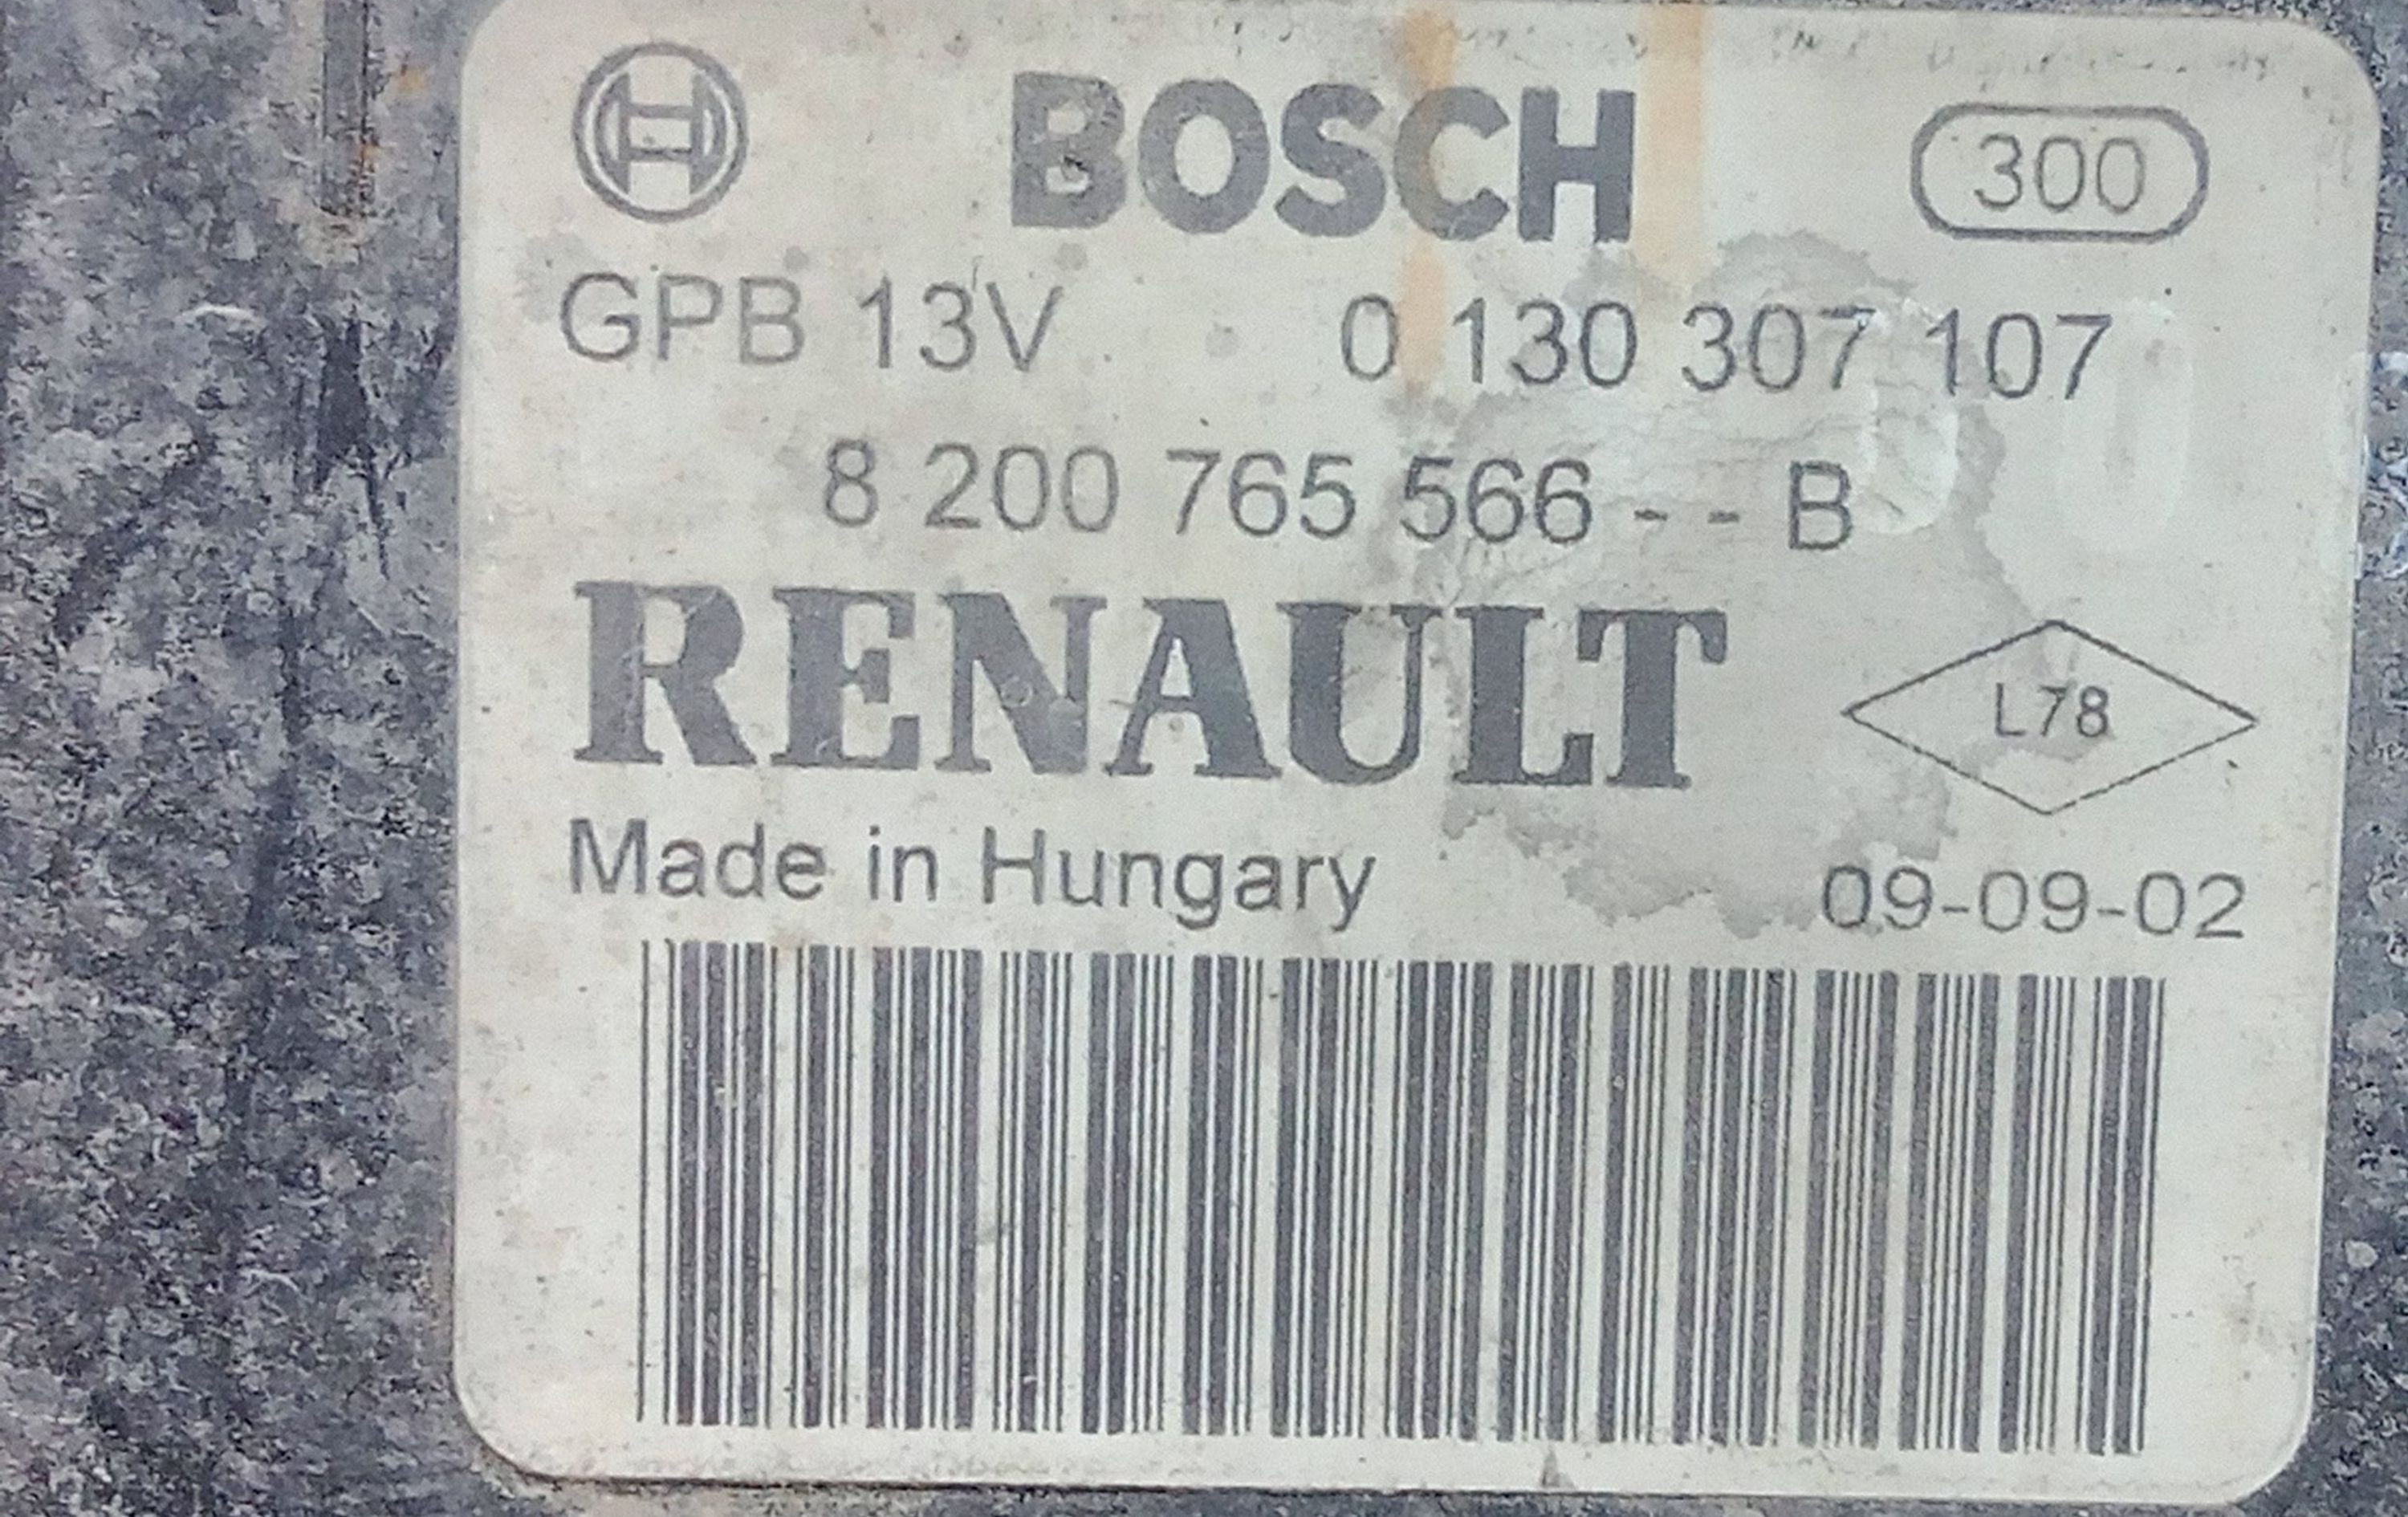 BOSCH 300
GPB 13V 0 130 307 107
8 200 765 566 - - B
RENAULT L78
Made in Hungary 09-09-02